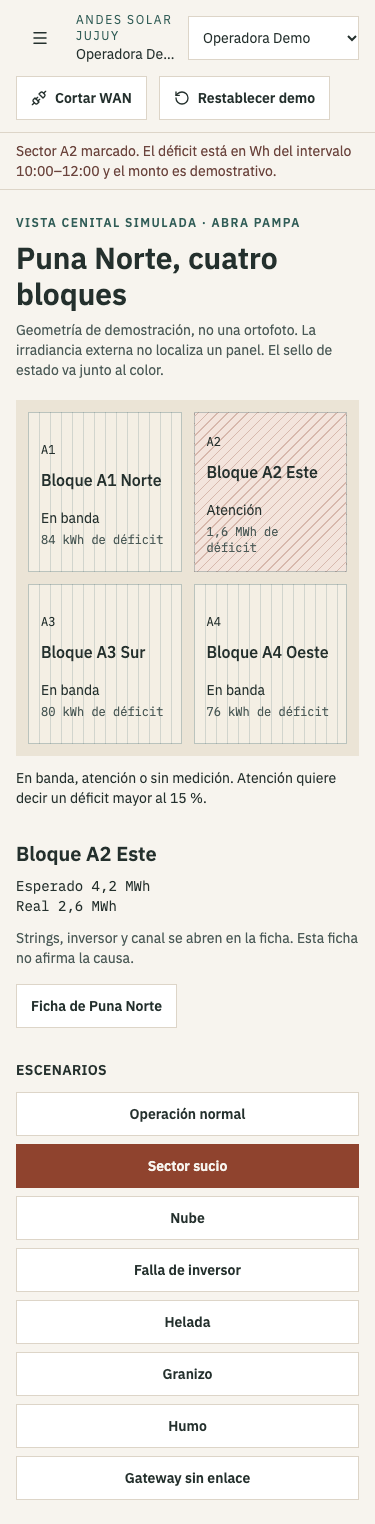 ANDES SOLAR
JUJUY
Operadora De...
Operadora Demo
Cortar WAN
Restablecer demo
Sector A2 marcado. El déficit está en Wh del intervalo
10:00–12:00 y el monto es demostrativo.
VISTA CENITAL SIMULADA · ABRA PAMPA
Puna Norte, cuatro
bloques
Geometría de demostración, no una ortofoto. La
irradiancia externa no localiza un panel. El sello de
estado va junto al color.
A1
Bloque A1 Norte
En banda
84 kWh de déficit
A2
Bloque A2 Este
Atención
1,6 MWh de
déficit
A3
Bloque A3 Sur
En banda
80 kWh de déficit
A4
Bloque A4 Oeste
En banda
76 kWh de déficit
En banda, atención o sin medición. Atención quiere
decir un déficit mayor al 15 %.
Bloque A2 Este
Esperado 4,2 MWh
Real 2,6 MWh
Strings, inversor y canal se abren en la ficha. Esta ficha
no afirma la causa.
Ficha de Puna Norte
ESCENARIOS
Operación normal
Sector sucio
Nube
Falla de inversor
Helada
Granizo
Humo
Gateway sin enlace